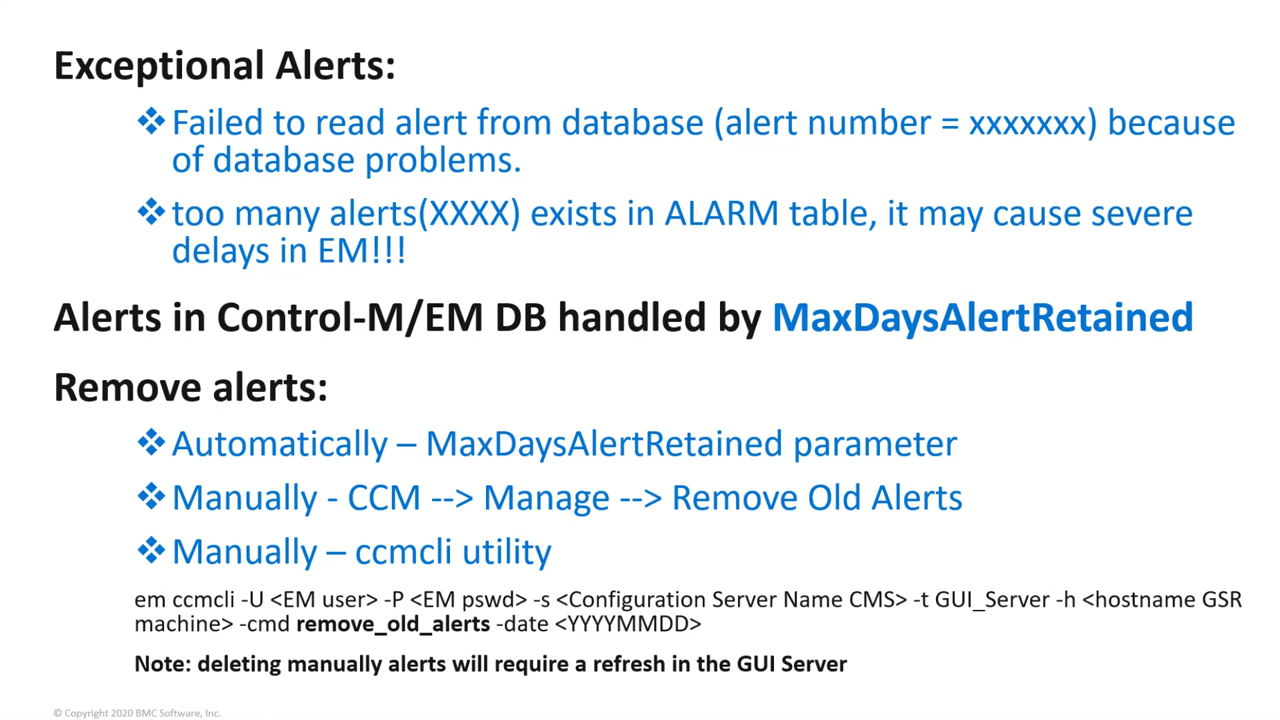 Exceptional Alerts:
❖ Failed to read alert from database (alert number = xxxxxxx) because
of database problems.
❖ too many alerts(XXXX) exists in ALARM table, it may cause severe
delays in EM!!!
Alerts in Control-M/EM DB handled by MaxDaysAlertRetained
Remove alerts:
❖ Automatically – MaxDaysAlertRetained parameter
❖ Manually - CCM --> Manage --> Remove Old Alerts
❖ Manually – ccmcli utility
em ccmcli -U <EM user> -P <EM pswd> -s <Configuration Server Name CMS> -t GUI_Server -h <hostname GSR
machine> -cmd remove_old_alerts -date <YYYYMMDD>
Note: deleting manually alerts will require a refresh in the GUI Server
© Copyright 2020 BMC Software, Inc.